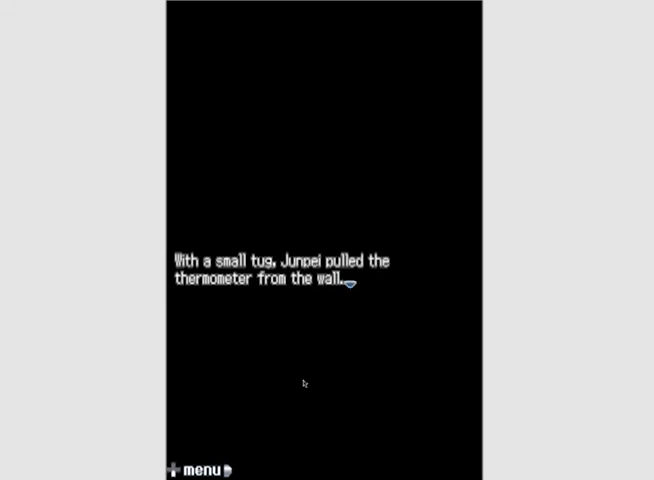 With a small tug, Junpei pulled the
thermometer from the wall.
menu